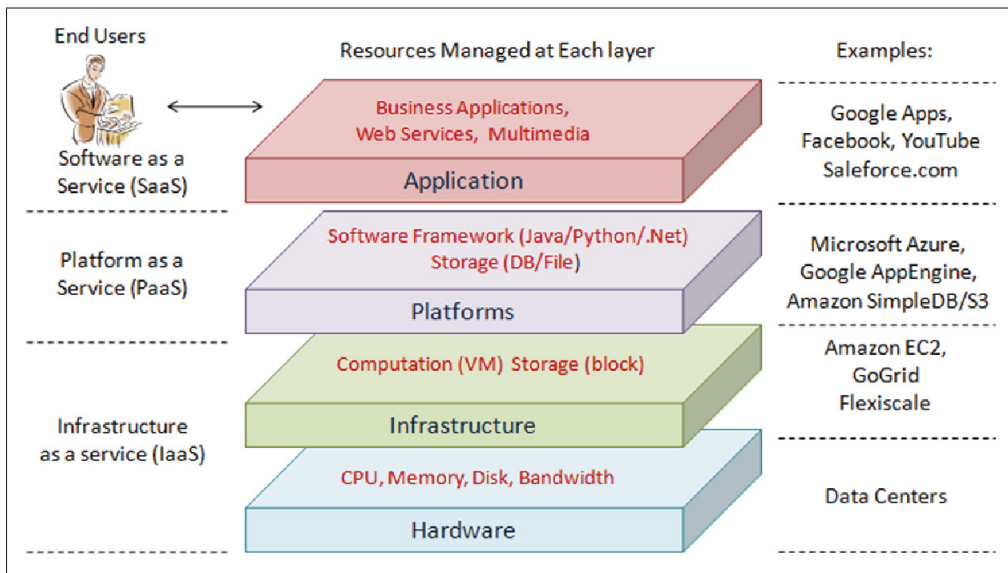 End Users
Resources Managed at Each layer
Examples:
Business Applications,
Web Services, Multimedia
Application
Software as a
Service (SaaS)
Google Apps,
Facebook, YouTube
Saleforce.com
Software Framework (Java/Python/.Net)
Storage (DB/File)
Platforms
Platform as a
Service (PaaS)
Microsoft Azure,
Google AppEngine,
Amazon SimpleDB/S3
Computation (VM) Storage (block)
Infrastructure
Amazon EC2,
GoGrid
Flexiscale
Infrastructure
as a service (IaaS)
CPU, Memory, Disk, Bandwidth
Hardware
Data Centers